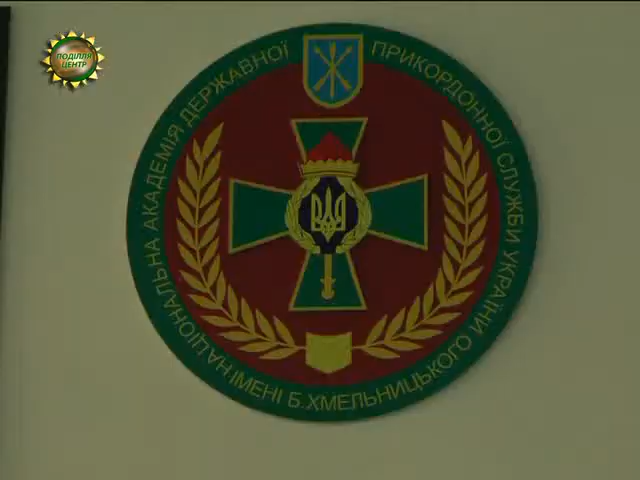 ПОДІЛЛЯ
ЦЕНТР
НАЦІОНАЛЬНА АКАДЕМІЯ ДЕРЖАВНОЇ ПРИКОРДОННОЇ СЛУЖБИ УКРАЇНИ
ІМЕНІ Б.ХМЕЛЬНИЦЬКОГО